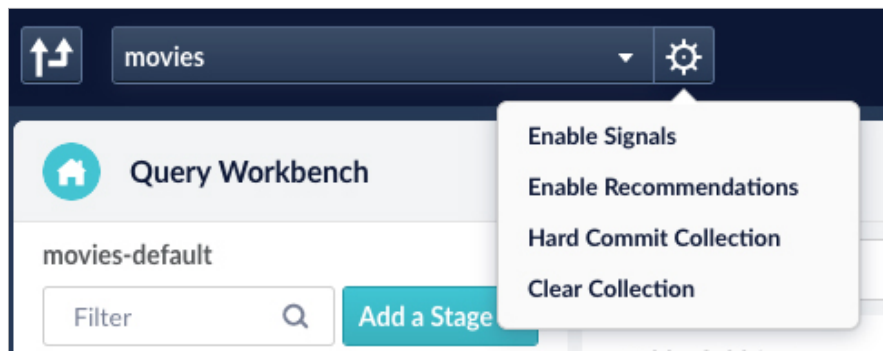 movies
Enable Signals
Query Workbench
Enable Recommendations
Hard Commit Collection
movies-default
Clear Collection
Filter
Add a Stage